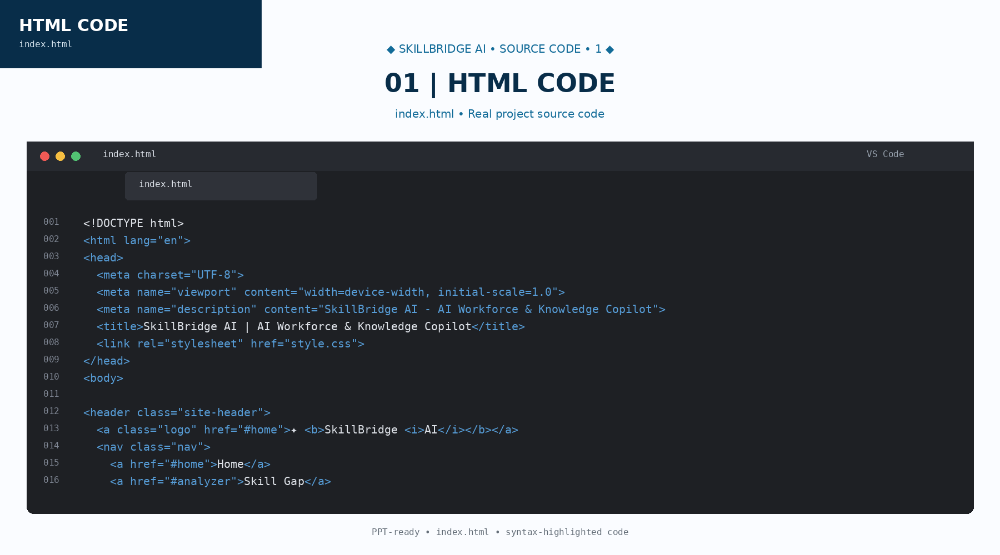 HTML CODE
index.html
◆ SKILLBRIDGE AI • SOURCE CODE • 1 ◆
01 | HTML CODE
index.html • Real project source code
index.html
VS Code
index.html
001 <!DOCTYPE html>
002 <html lang="en">
003 <head>
004   <meta charset="UTF-8">
005   <meta name="viewport" content="width=device-width, initial-scale=1.0">
006   <meta name="description" content="SkillBridge AI - AI Workforce & Knowledge Copilot">
007   <title>SkillBridge AI | AI Workforce & Knowledge Copilot</title>
008   <link rel="stylesheet" href="style.css">
009 </head>
010 <body>
011
012 <header class="site-header">
013   <a class="logo" href="#home">✦ <b>SkillBridge <i>AI</i></b></a>
014   <nav class="nav">
015     <a href="#home">Home</a>
016     <a href="#analyzer">Skill Gap</a>
PPT-ready • index.html • syntax-highlighted code